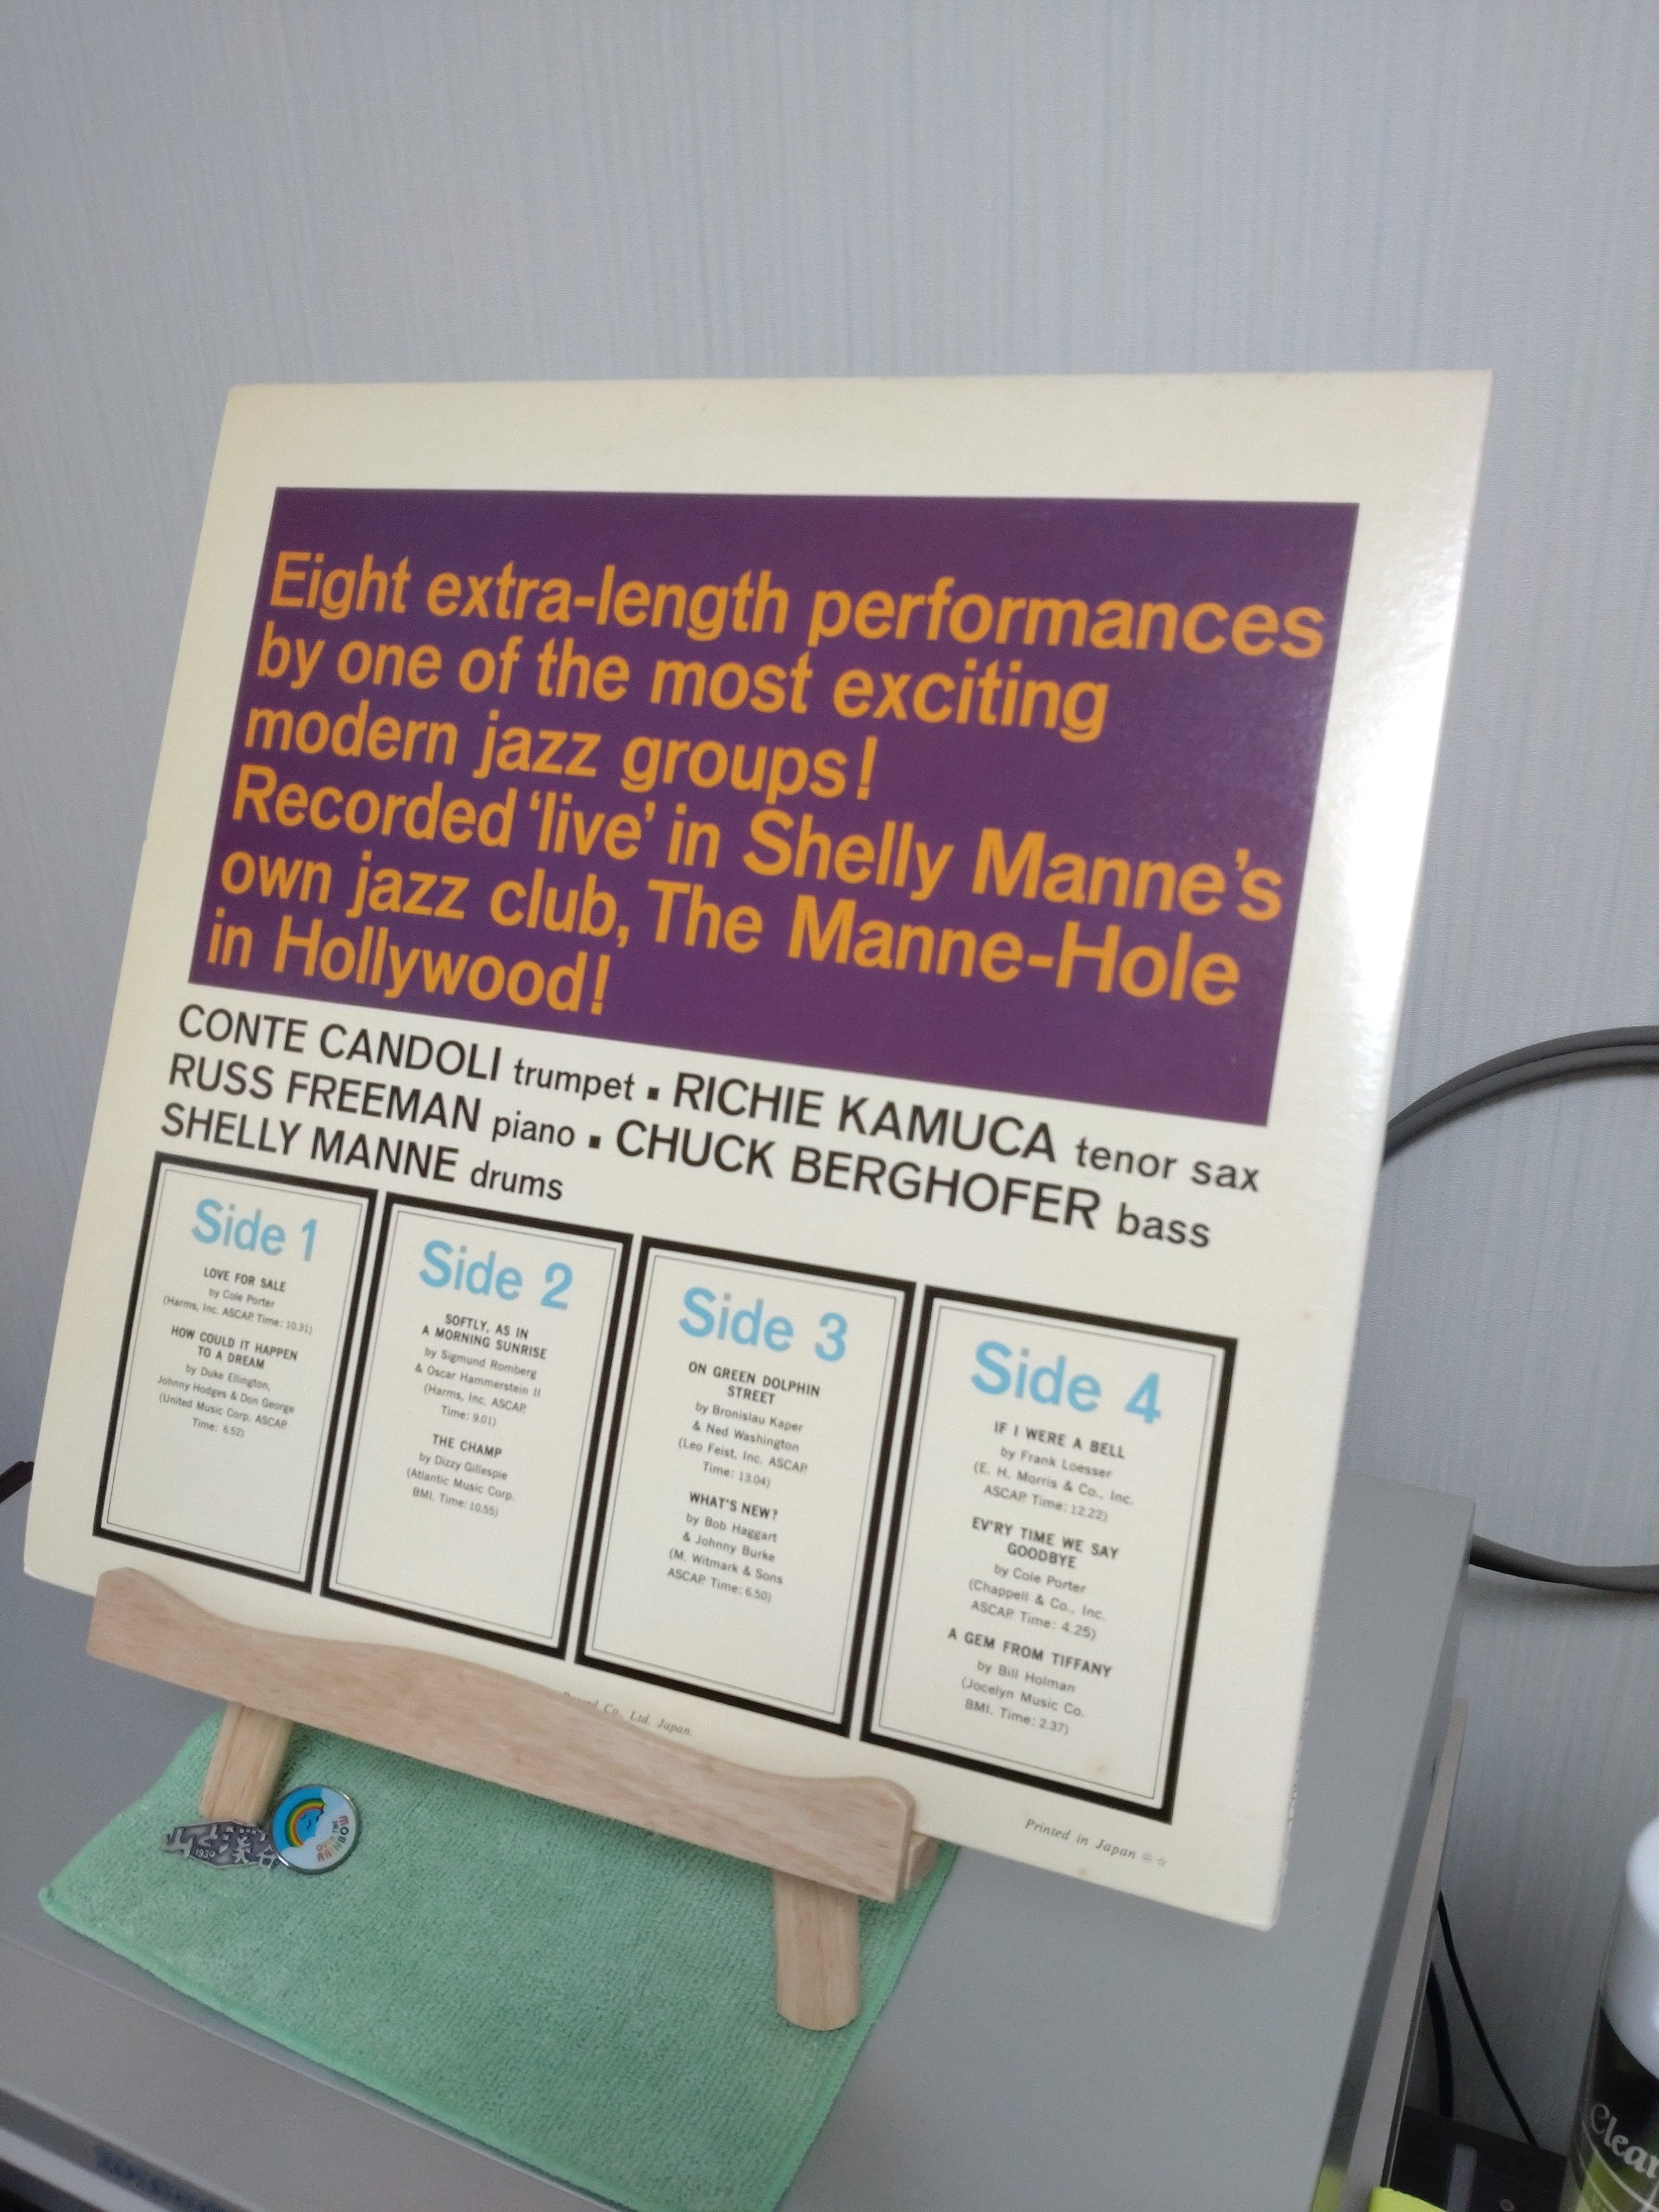 Eight extra-length performances
by one of the most exciting
modern jazz groups!
Recorded 'live' in Shelly Manne's
own jazz club, The Manne-Hole
in Hollywood!
CONTE CANDOLI trumpet ▪ RICHIE KAMUCA tenor sax
RUSS FREEMAN piano ▪ CHUCK BERGHOFER bass
SHELLY MANNE drums
Side 1
LOVE FOR SALE
by Cole Porter
(Harms, Inc. ASCAP. Time: 10.31)
HOW COULD IT HAPPEN
TO A DREAM
by Duke Ellington,
Johnny Hodges & Don George
(United Music Corp. ASCAP.
Time: 6.52)
Side 2
SOFTLY, AS IN
A MORNING SUNRISE
by Sigmund Romberg
& Oscar Hammerstein II
(Harms, Inc. ASCAP.
Time: 9.01)
THE CHAMP
by Dizzy Gillespie
(Atlantic Music Corp.
BMI. Time: 10.55)
Side 3
ON GREEN DOLPHIN
STREET
by Bronislau Kaper
& Ned Washington
(Leo Feist, Inc. ASCAP.
Time: 13.04)
WHAT'S NEW?
by Bob Haggart
& Johnny Burke
(M. Witmark & Sons
ASCAP. Time: 6.50)
Side 4
IF I WERE A BELL
by Frank Loesser
(E. H. Morris & Co., Inc.
ASCAP. Time: 12.22)
EV'RY TIME WE SAY
GOODBYE
by Cole Porter
(Chappell & Co., Inc.
ASCAP. Time: 4.25)
A GEM FROM TIFFANY
by Bill Holman
(Jocelyn Music Co.
BMI. Time: 2.37)
Record Co., Ltd. Japan.
Printed in Japan
1930
OVER THE
RAINBOW
Clear